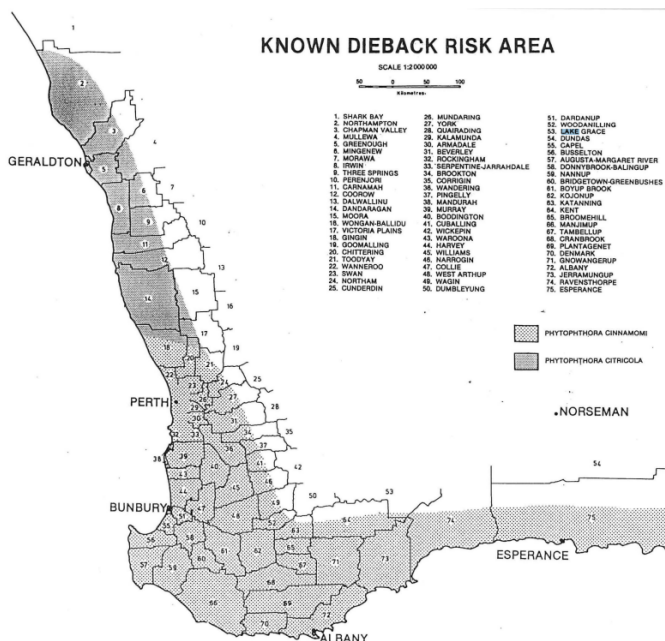 KNOWN DIEBACK RISK AREA
SCALE 1:2 000 000
50 0 50 100
Kilometres
1. SHARK BAY
2. NORTHAMPTON
3. CHAPMAN VALLEY
4. MULLEWA
5. GREENOUGH
6. MINGENEW
7. MORAWA
8. IRWIN
9. THREE SPRINGS
10. PERENJORI
11. CARNAMAH
12. COOROW
13. DALWALLINU
14. DANDARAGAN
15. MOORA
16. WONGAN-BALLIDU
17. VICTORIA PLAINS
18. GINGIN
19. GOOMALLING
20. CHITTERING
21. TOODYAY
22. WANNEROO
23. SWAN
24. NORTHAM
25. CUNDERDIN
26. MUNDARING
27. YORK
28. QUAIRADING
29. KALAMUNDA
30. ARMADALE
31. BEVERLEY
32. ROCKINGHAM
33. SERPENTINE-JARRAHDALE
34. BROOKTON
35. CORRIGIN
36. WANDERING
37. PINGELLY
38. MANDURAH
39. MURRAY
40. BODDINGTON
41. CUBALLING
42. WICKEPIN
43. WAROONA
44. HARVEY
45. WILLIAMS
46. NARROGIN
47. COLLIE
48. WEST ARTHUP
49. WAGIN
50. DUMBLEYUNG
51. DARDANUP
52. WOODANILLING
53. LAKE GRACE
54. DUNDAS
55. CAPEL
56. BUSSELTON
57. AUGUSTA-MARGARET RIVER
58. DONNYBROOK-BALINGUP
59. NANNUP
60. BRIDGETOWN-GREENBUSHES
61. BOYUP BROOK
62. KOJONUP
63. KATANNING
64. KENT
65. BROOMEHILL
66. MANJIMUP
67. TAMBELLUP
68. CRANBROOK
69. PLANTAGENET
70. DENMARK
71. GNOWANGERUP
72. ALBANY
73. JERRAMUNGUP
74. RAVENSTHORPE
75. ESPERANCE
PHYTOPHTHORA CINNAMOMI
PHYTOPHTHORA CITRICOLA
GERALDTON
PERTH
BUNBURY
NORSEMAN
ESPERANCE
ALBANY